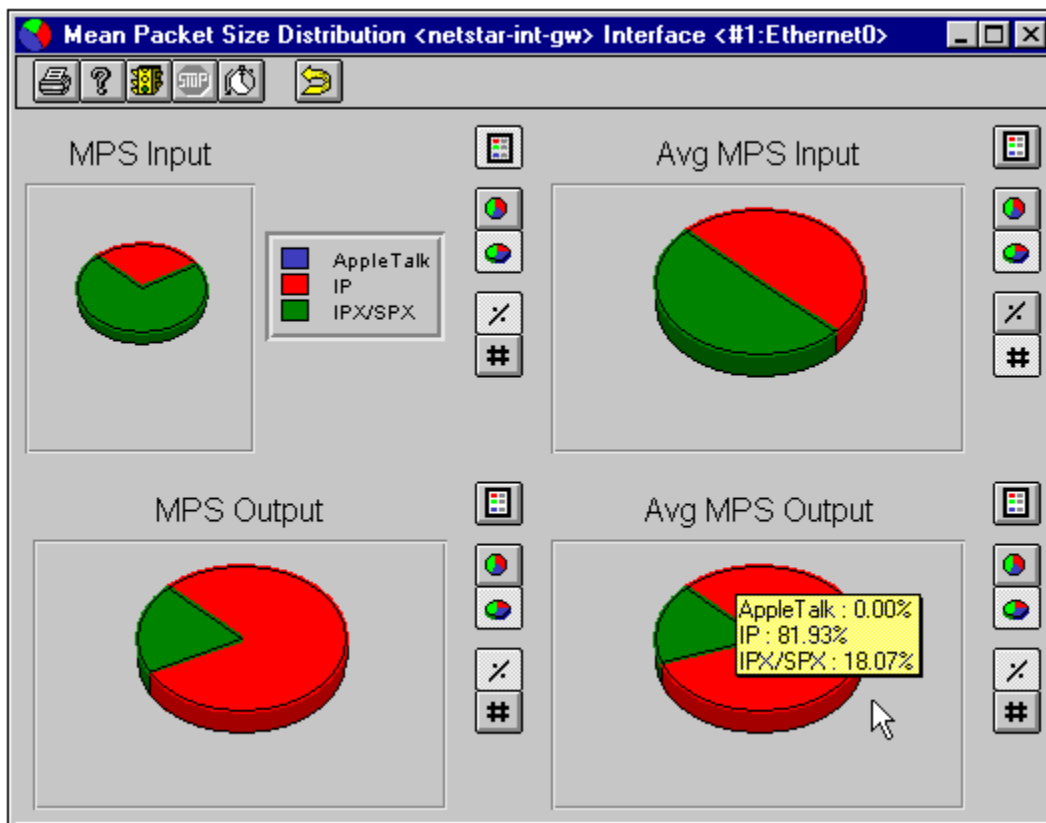 Mean Packet Size Distribution <netstar-int-gw> Interface <#1:Ethernet0>
STOP
MPS Input
AppleTalk
IP
IPX/SPX
Avg MPS Input
MPS Output
Avg MPS Output
AppleTalk : 0.00%
IP : 81.93%
IPX/SPX : 18.07%